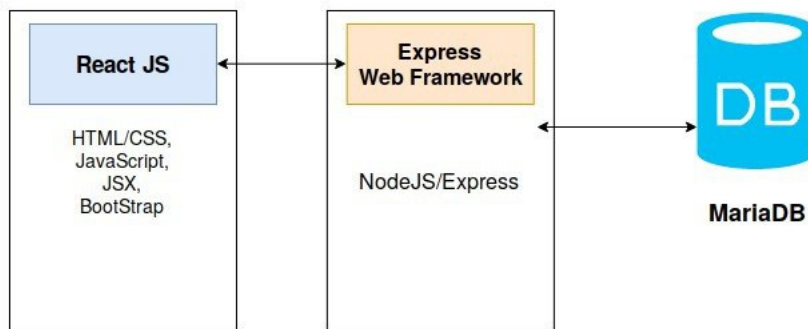 React JS
HTML/CSS,
JavaScript,
JSX,
BootStrap
Express
Web Framework
NodeJS/Express
DB
MariaDB